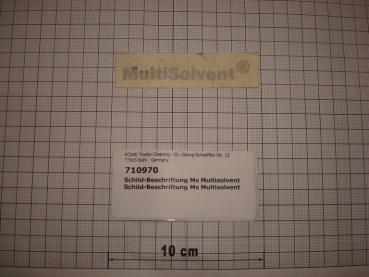 MultiSolvent®
BÖWE Textile Cleaning - Dr. Georg-Schaeffler-Str. 22
77815 Bühl - Germany
710970
Schild-Beschriftung Ms Multisolvent
Schild-Beschriftung Ms Multisolvent
10 cm